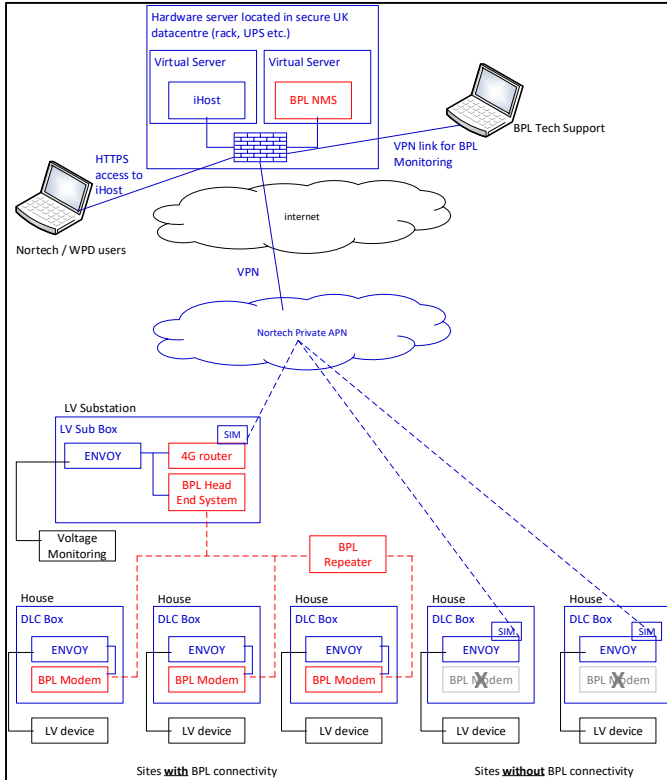 Hardware server located in secure UK
datacentre (rack, UPS etc.)
Virtual Server
Virtual Server
iHost
BPL NMS
BPL Tech Support
HTTPS
access to
iHost
VPN link for BPL
Monitoring
Nortech / WPD users
internet
VPN
Nortech Private APN
LV Substation
LV Sub Box
SIM
ENVOY
4G router
BPL Head
End System
Voltage
Monitoring
BPL
Repeater
House
House
House
House
House
DLC Box
DLC Box
DLC Box
DLC Box
DLC Box
SIM
SIM
ENVOY
ENVOY
ENVOY
ENVOY
ENVOY
BPL Modem
BPL Modem
BPL Modem
BPL Modem
X
BPL Modem
X
LV device
LV device
LV device
LV device
LV device
Sites with BPL connectivity
Sites without BPL connectivity